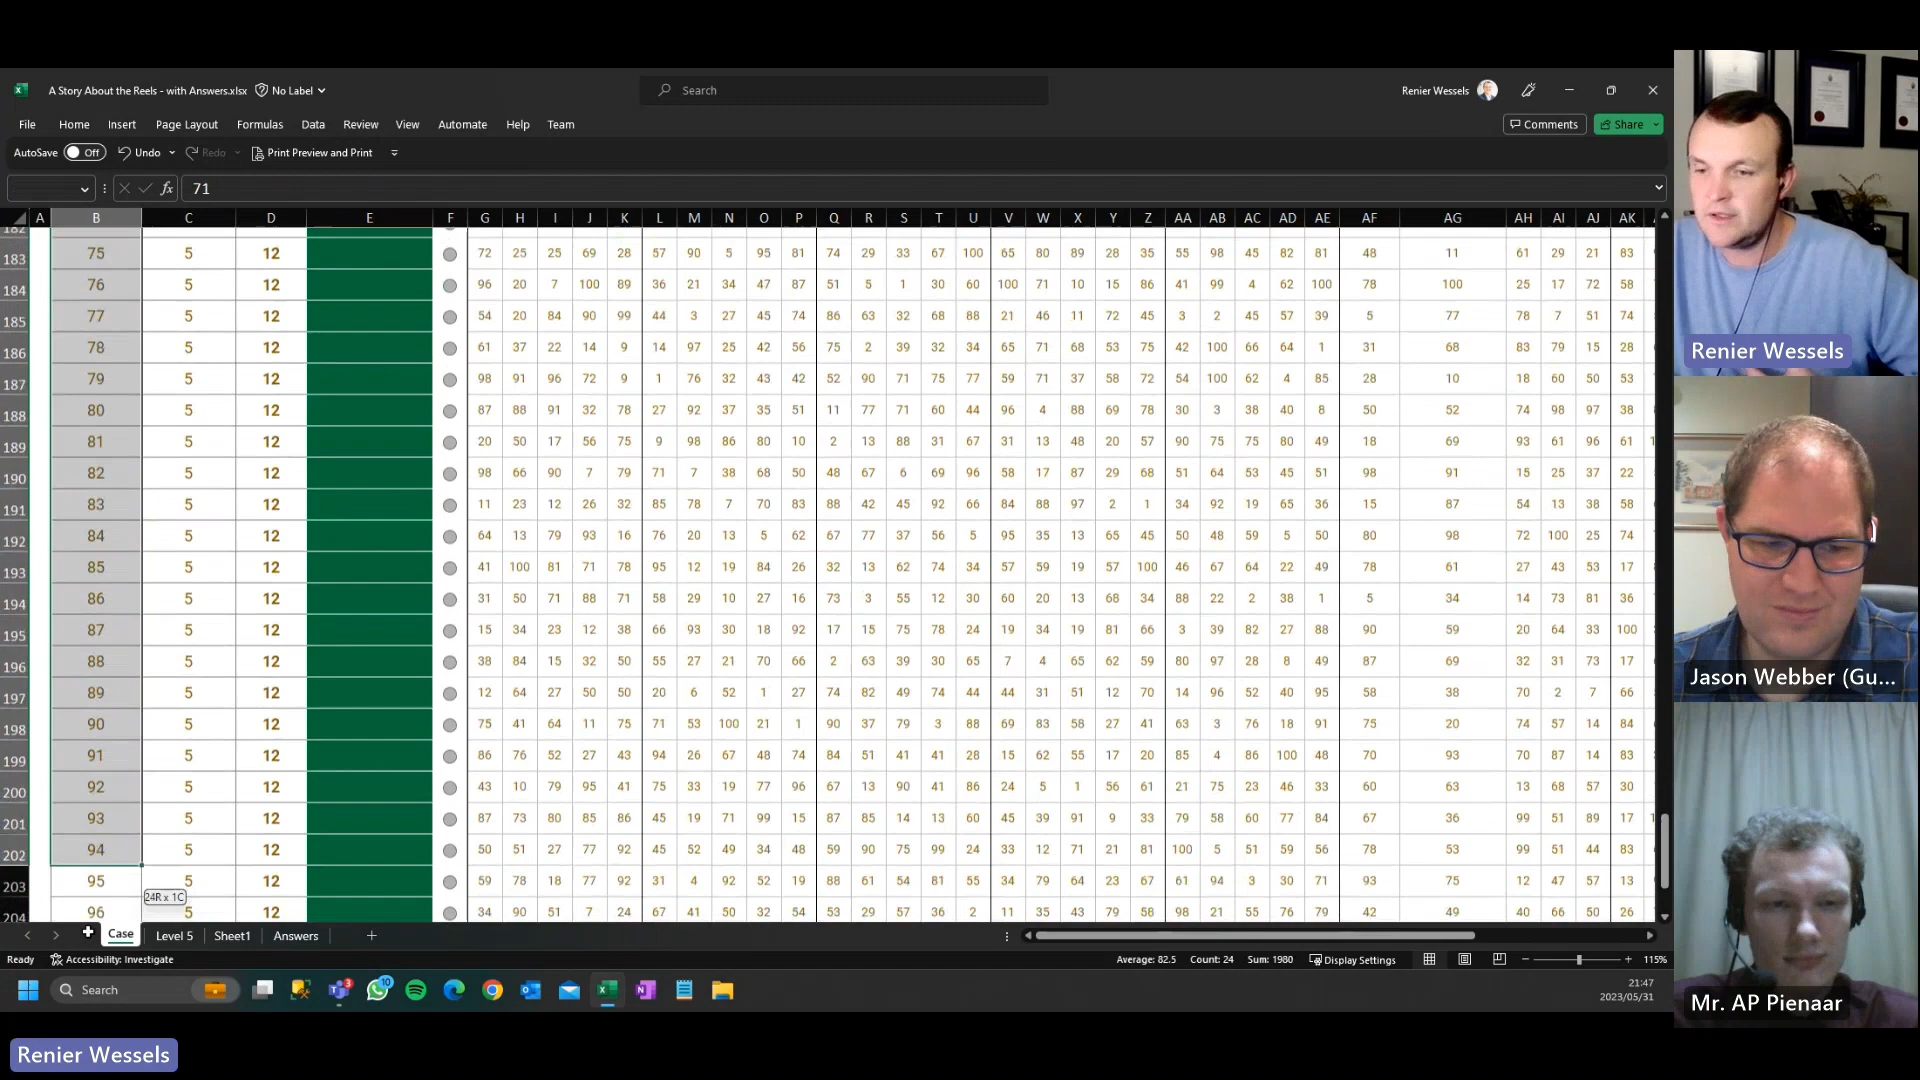 A Story About the Reels - with Answers.xlsx No Label
Search
Renier Wessels
File Home Insert Page Layout Formulas Data Review View Automate Help Team
Comments Share
AutoSave Off Undo Redo Print Preview and Print
fx 71
A B C D E F G H I J K L M N O P Q R S T U V W X Y Z AA AB AC AD AE AF AG AH AI AJ AK
182
183 75 5 12 72 25 25 69 28 57 90 5 95 81 74 29 33 67 100 65 80 89 28 35 55 98 45 82 81 48 11 61 29 21 83
184 76 5 12 96 20 7 100 89 36 21 34 47 87 51 5 1 30 60 100 71 10 15 86 41 99 4 62 100 78 100 25 17 72 58
185 77 5 12 54 20 84 90 99 44 3 27 45 74 86 63 32 68 88 21 46 11 72 45 3 2 45 57 39 5 77 78 7 51 74
186 78 5 12 61 37 22 14 9 14 97 25 42 56 75 2 39 32 34 65 71 68 53 75 42 100 66 64 1 31 68 83 79 15 28
187 79 5 12 98 91 96 72 9 1 76 32 43 42 52 90 71 75 77 59 71 37 58 72 54 100 62 4 85 28 10 18 60 50 53
188 80 5 12 87 88 91 32 78 27 92 37 35 51 11 77 71 60 44 96 4 88 69 78 30 3 38 40 8 50 52 74 98 97 38
189 81 5 12 20 50 17 56 75 9 98 86 80 10 2 13 88 31 67 31 13 48 20 57 90 75 75 80 49 18 69 93 61 96 61
190 82 5 12 98 66 90 7 79 71 7 38 68 50 48 67 6 69 96 58 17 87 29 68 51 64 53 45 51 98 91 15 25 37 22
191 83 5 12 11 23 12 26 32 85 78 7 70 83 88 42 45 92 66 84 88 97 2 1 34 92 19 65 36 15 87 54 13 38 58
192 84 5 12 64 13 79 93 16 76 20 13 5 62 67 77 37 56 5 95 35 13 65 45 50 48 59 5 50 80 98 72 100 25 74
193 85 5 12 41 100 81 71 78 95 12 19 84 26 32 13 62 74 34 57 59 19 57 100 46 67 64 22 49 78 61 27 43 53 17
194 86 5 12 31 50 71 88 71 58 29 10 27 16 73 3 55 12 30 60 20 13 68 34 88 22 2 38 1 5 34 14 73 81 36
195 87 5 12 15 34 23 12 38 66 93 30 18 92 17 15 75 78 24 19 34 19 81 66 3 39 82 27 88 90 59 20 64 33 100
196 88 5 12 38 84 15 32 50 55 27 21 70 66 2 63 39 30 65 7 4 65 62 59 80 97 28 8 49 87 69 32 31 73 17
197 89 5 12 12 64 27 50 50 20 6 52 1 27 74 82 49 74 44 44 31 51 12 70 14 96 52 40 95 58 38 70 2 7 66
198 90 5 12 75 41 64 11 75 71 53 100 21 1 90 37 79 3 88 69 83 58 27 41 63 3 76 18 91 75 20 74 57 14 84
199 91 5 12 86 76 52 27 43 94 26 67 48 74 84 51 41 41 28 15 62 55 17 20 85 4 86 100 48 70 93 70 87 14 83
200 92 5 12 43 10 79 95 41 75 33 19 77 96 67 13 90 41 86 24 5 1 56 61 21 75 23 46 33 60 63 13 68 57 30
201 93 5 12 87 73 80 85 86 45 19 71 99 15 87 85 14 13 60 45 39 91 9 33 79 58 60 77 84 67 36 99 51 89 17
202 94 5 12 50 51 27 77 92 45 52 49 34 48 59 90 75 99 24 33 12 71 21 81 100 5 51 59 56 78 53 99 51 44 83
203 95 5 12 59 78 18 77 92 31 4 92 52 19 88 61 54 81 55 34 79 64 23 67 61 94 3 30 71 93 75 12 47 57 13
24R x 1C
204 96 5 12 34 90 51 7 24 67 41 50 32 54 53 29 57 36 2 11 35 43 79 58 98 21 55 76 79 42 49 40 66 50 26
Case Level 5 Sheet1 Answers
Ready Accessibility: Investigate Average: 82.5 Count: 24 Sum: 1980 Display Settings 115%
Search 3 10
21:47
2023/05/31
Renier Wessels
Jason Webber (Gu...
Mr. AP Pienaar
Renier Wessels